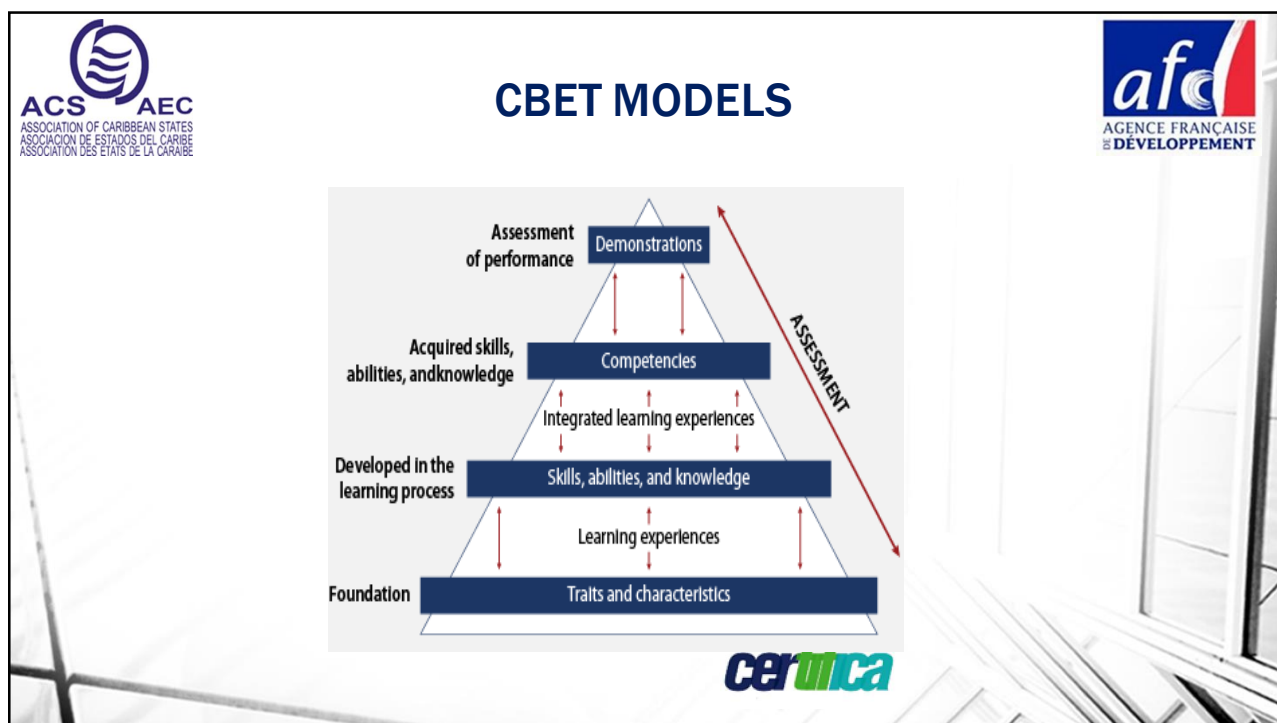 ACS AEC
ASSOCIATION OF CARIBBEAN STATES
ASOCIACION DE ESTADOS DEL CARIBE
ASSOCIATION DES ETATS DE LA CARAIBE
CBET MODELS
afd
AGENCE FRANÇAISE
DE DÉVELOPPEMENT
Assessment
of performance
Demonstrations
ASSESSMENT
Acquired skills,
abilities, andknowledge
Competencies
Integrated learning experiences
Developed in the
learning process
Skills, abilities, and knowledge
Learning experiences
Foundation
Traits and characteristics